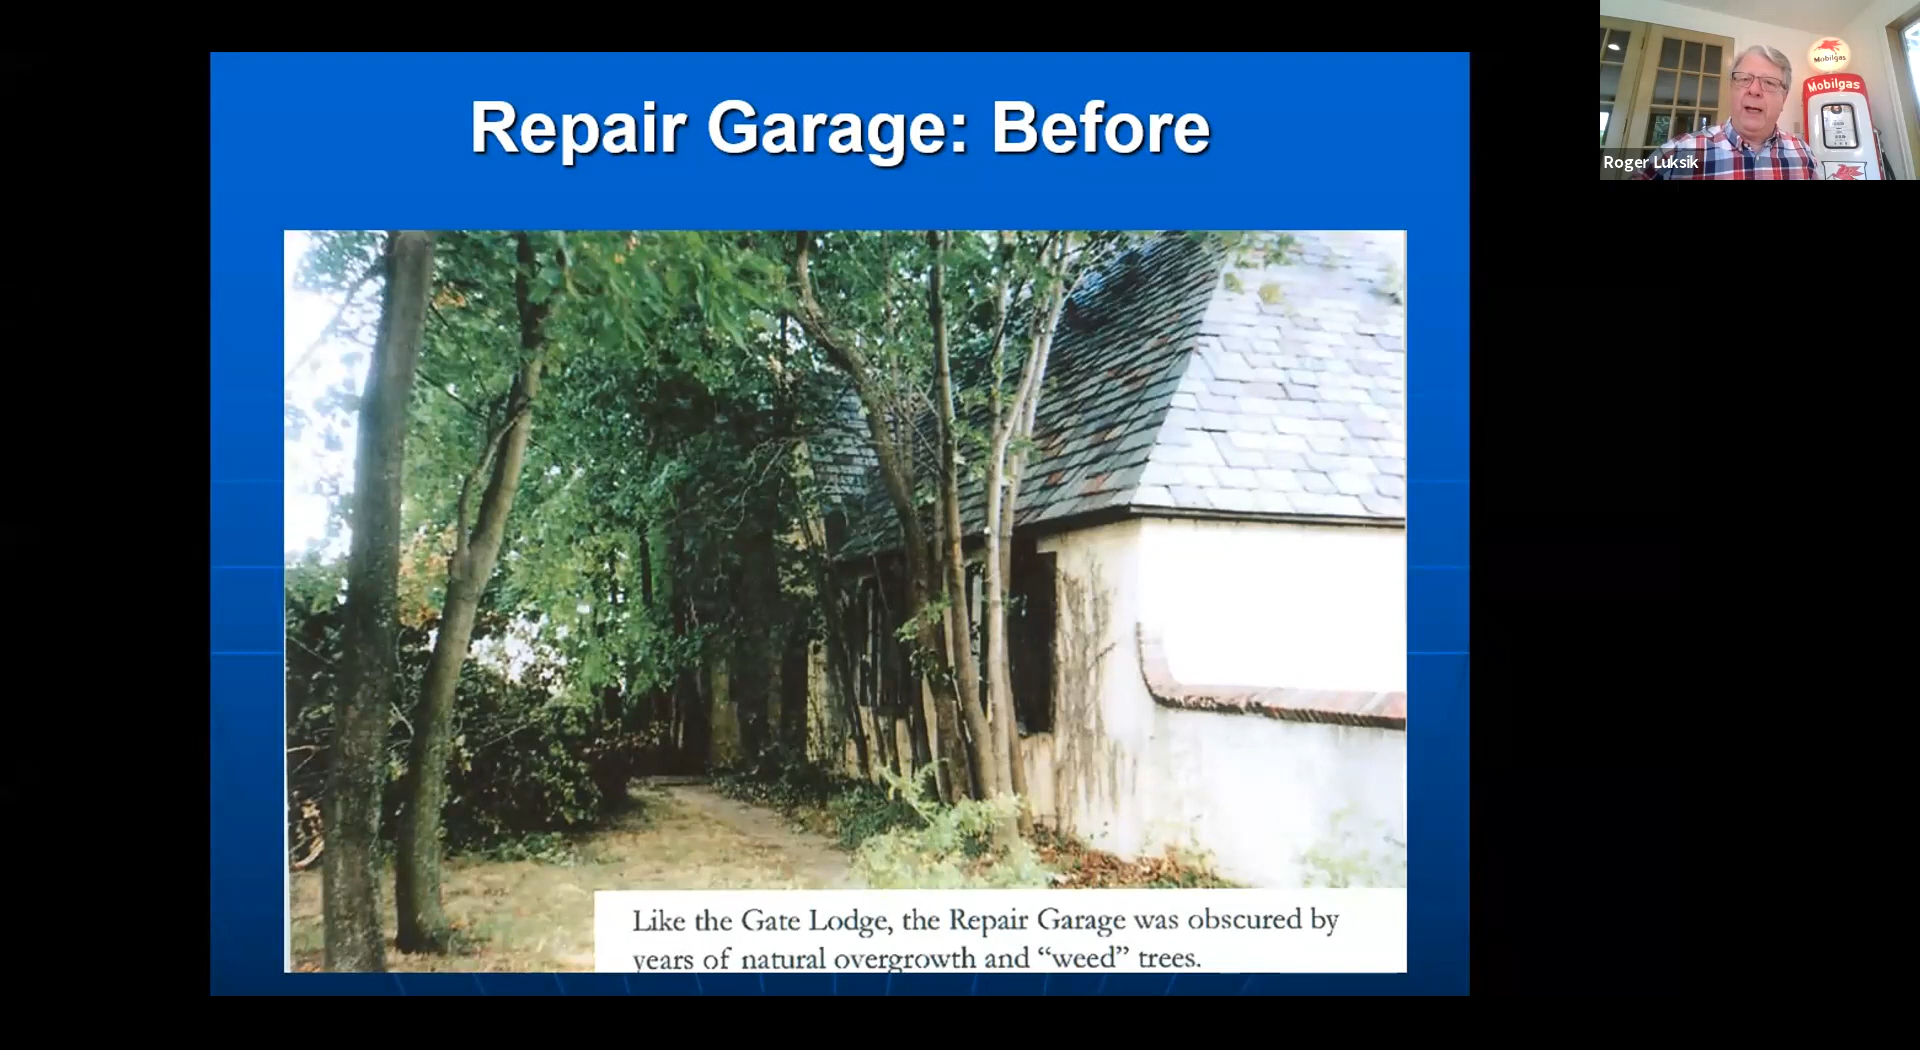 Repair Garage: Before
Like the Gate Lodge, the Repair Garage was obscured by
years of natural overgrowth and “weed” trees.
Mobilgas
Mobilgas
Roger Luksik